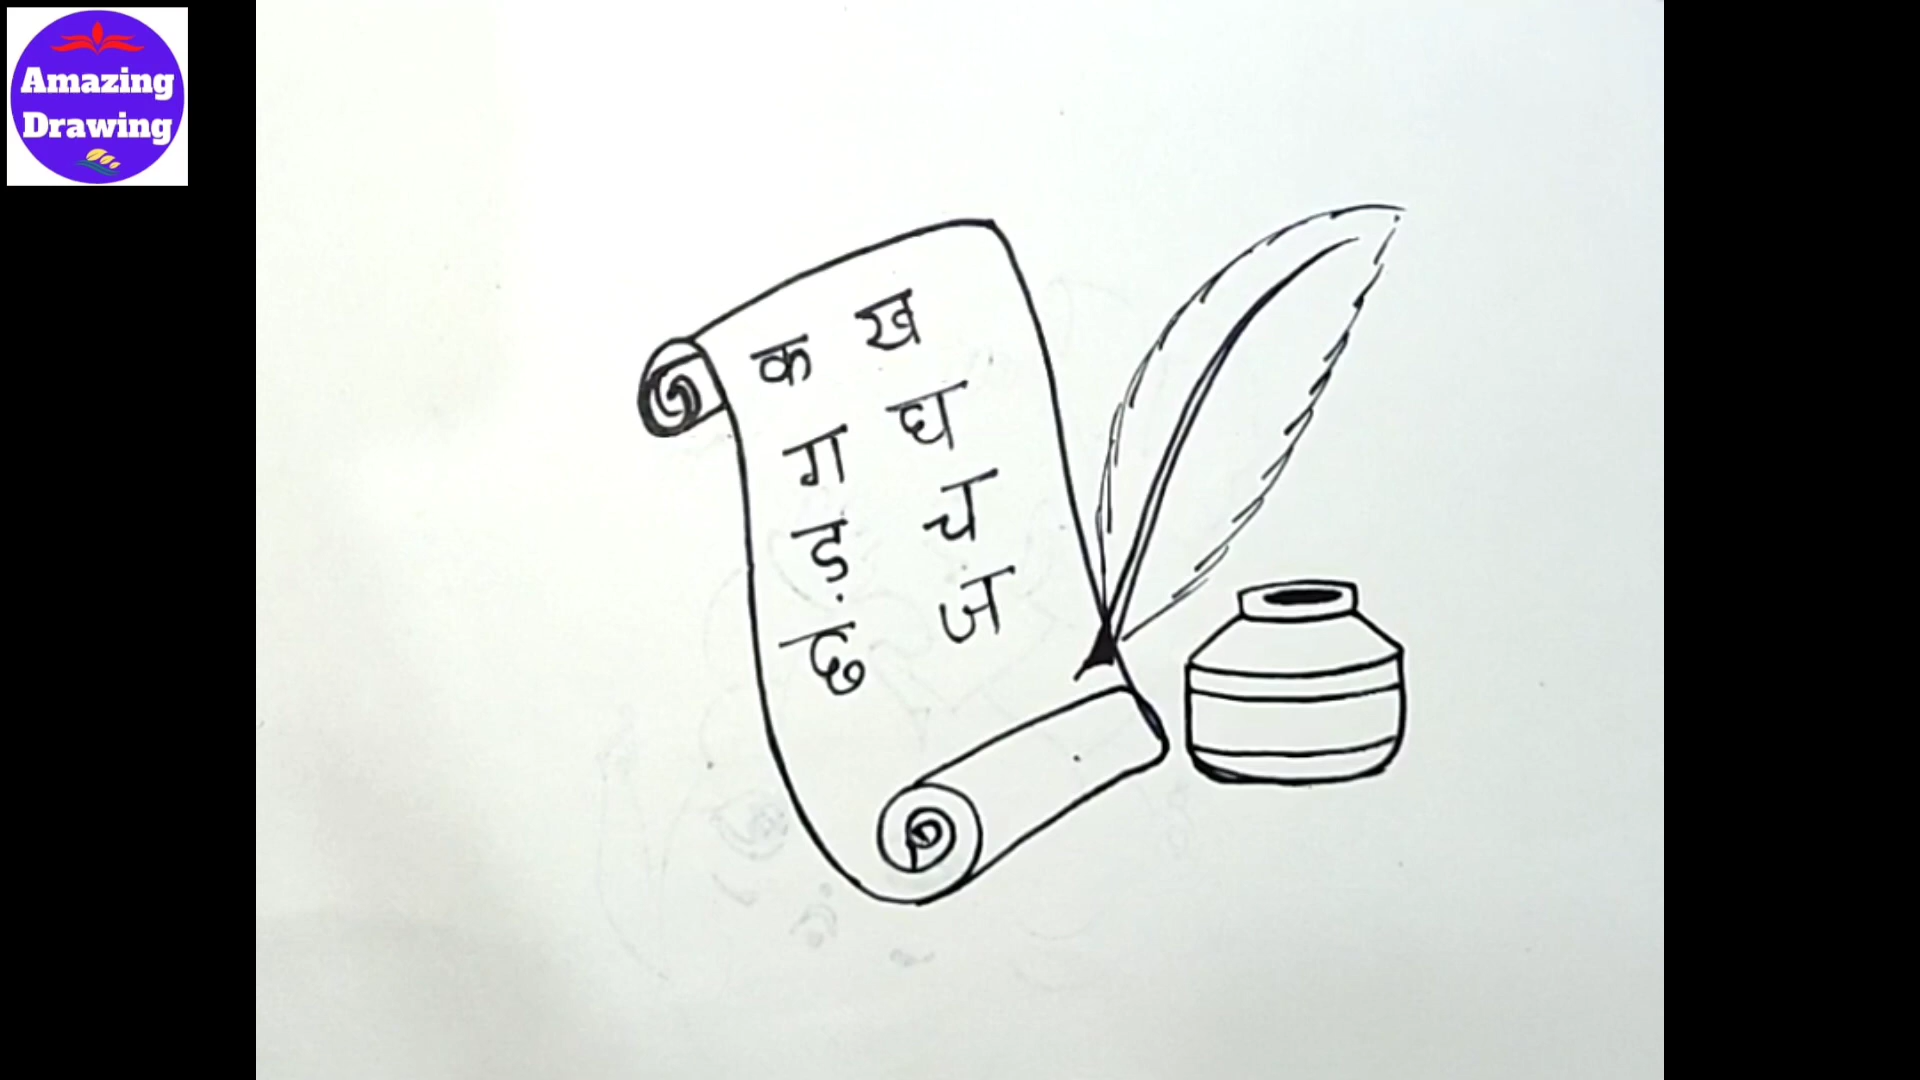 Amazing
Drawing
क ख
ग घ
ङ च
छ ज